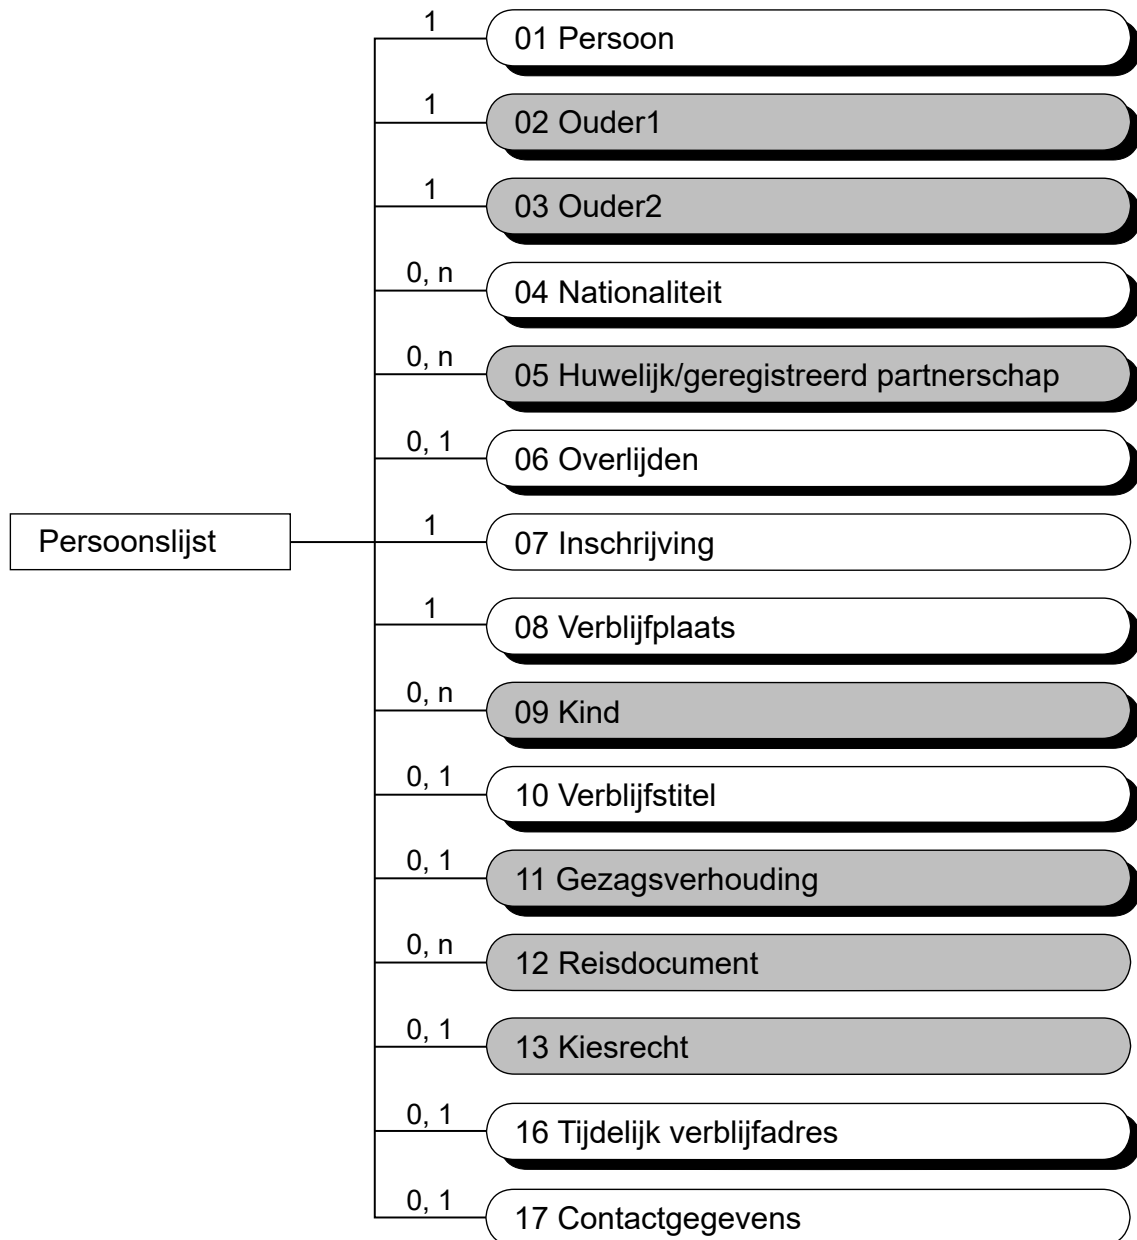 1
01 Persoon
1
02 Ouder1
1
03 Ouder2
0, n
04 Nationaliteit
0, n
05 Huwelijk/geregistreerd partnerschap
0, 1
06 Overlijden
Persoonslijst
1
07 Inschrijving
1
08 Verblijfplaats
0, n
09 Kind
0, 1
10 Verblijfstitel
0, 1
11 Gezagsverhouding
0, n
12 Reisdocument
0, 1
13 Kiesrecht
0, 1
16 Tijdelijk verblijfadres
0, 1
17 Contactgegevens